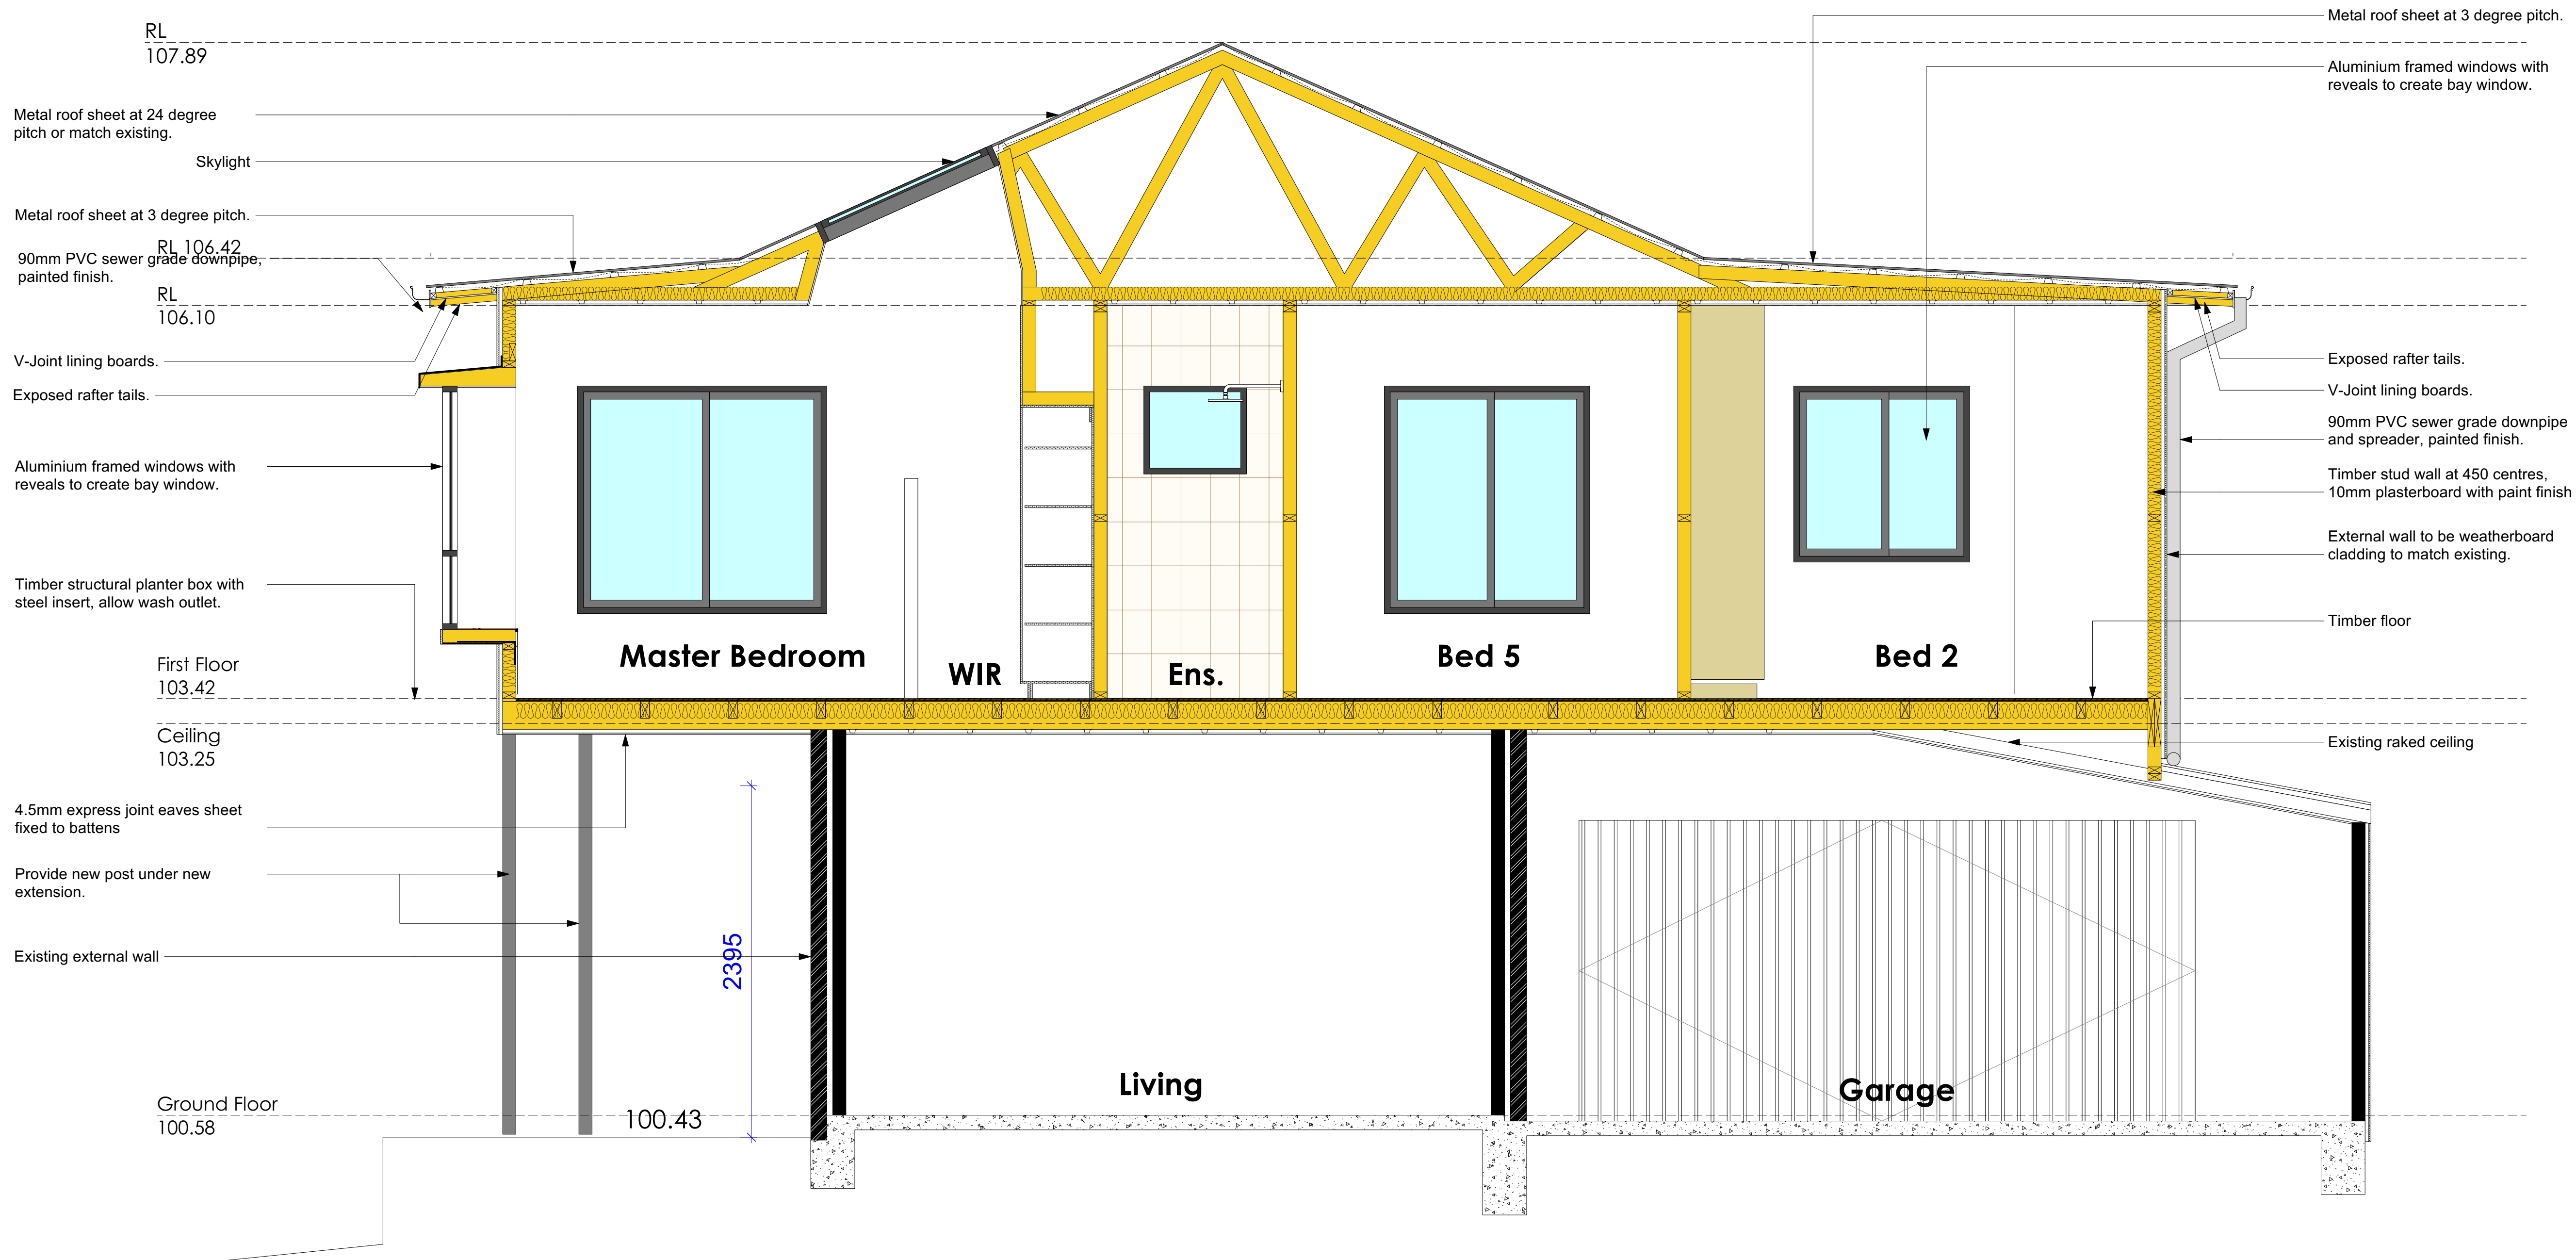 RL
107.89
Metal roof sheet at 24 degree
pitch or match existing.
Skylight
Metal roof sheet at 3 degree pitch.
RL 106.42
90mm PVC sewer grade downpipe,
painted finish.
RL
106.10
V-Joint lining boards.
Exposed rafter tails.
Aluminium framed windows with
reveals to create bay window.
Timber structural planter box with
steel insert, allow wash outlet.
First Floor
103.42
Ceiling
103.25
4.5mm express joint eaves sheet
fixed to battens
Provide new post under new
extension.
Existing external wall
Ground Floor
100.58
100.43
2395
Master Bedroom
WIR
Ens.
Bed 5
Bed 2
Living
Garage
Metal roof sheet at 3 degree pitch.
Aluminium framed windows with
reveals to create bay window.
Exposed rafter tails.
V-Joint lining boards.
90mm PVC sewer grade downpipe
and spreader, painted finish.
Timber stud wall at 450 centres,
10mm plasterboard with paint finish
External wall to be weatherboard
cladding to match existing.
Timber floor
Existing raked ceiling